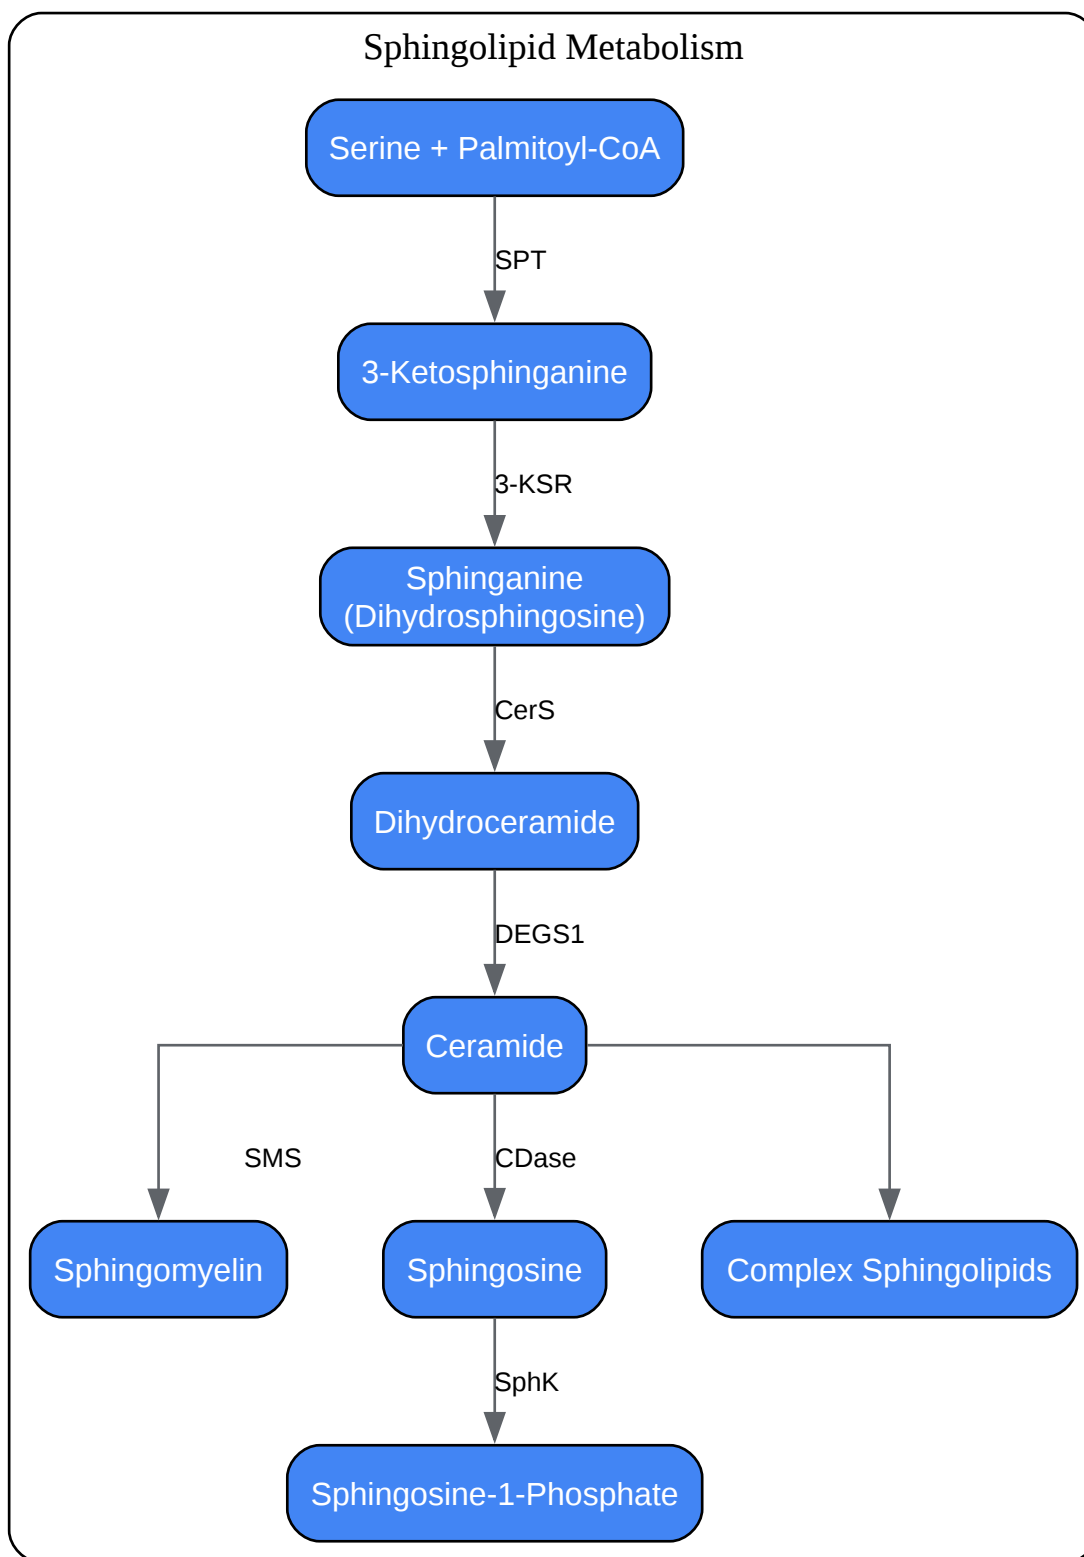 Sphingolipid Metabolism
Serine + Palmitoyl-CoA
SPT
3-Ketosphinganine
3-KSR
Sphinganine
(Dihydrosphingosine)
CerS
Dihydroceramide
DEGS1
Ceramide
SMS
CDase
Sphingomyelin
Sphingosine
Complex Sphingolipids
SphK
Sphingosine-1-Phosphate